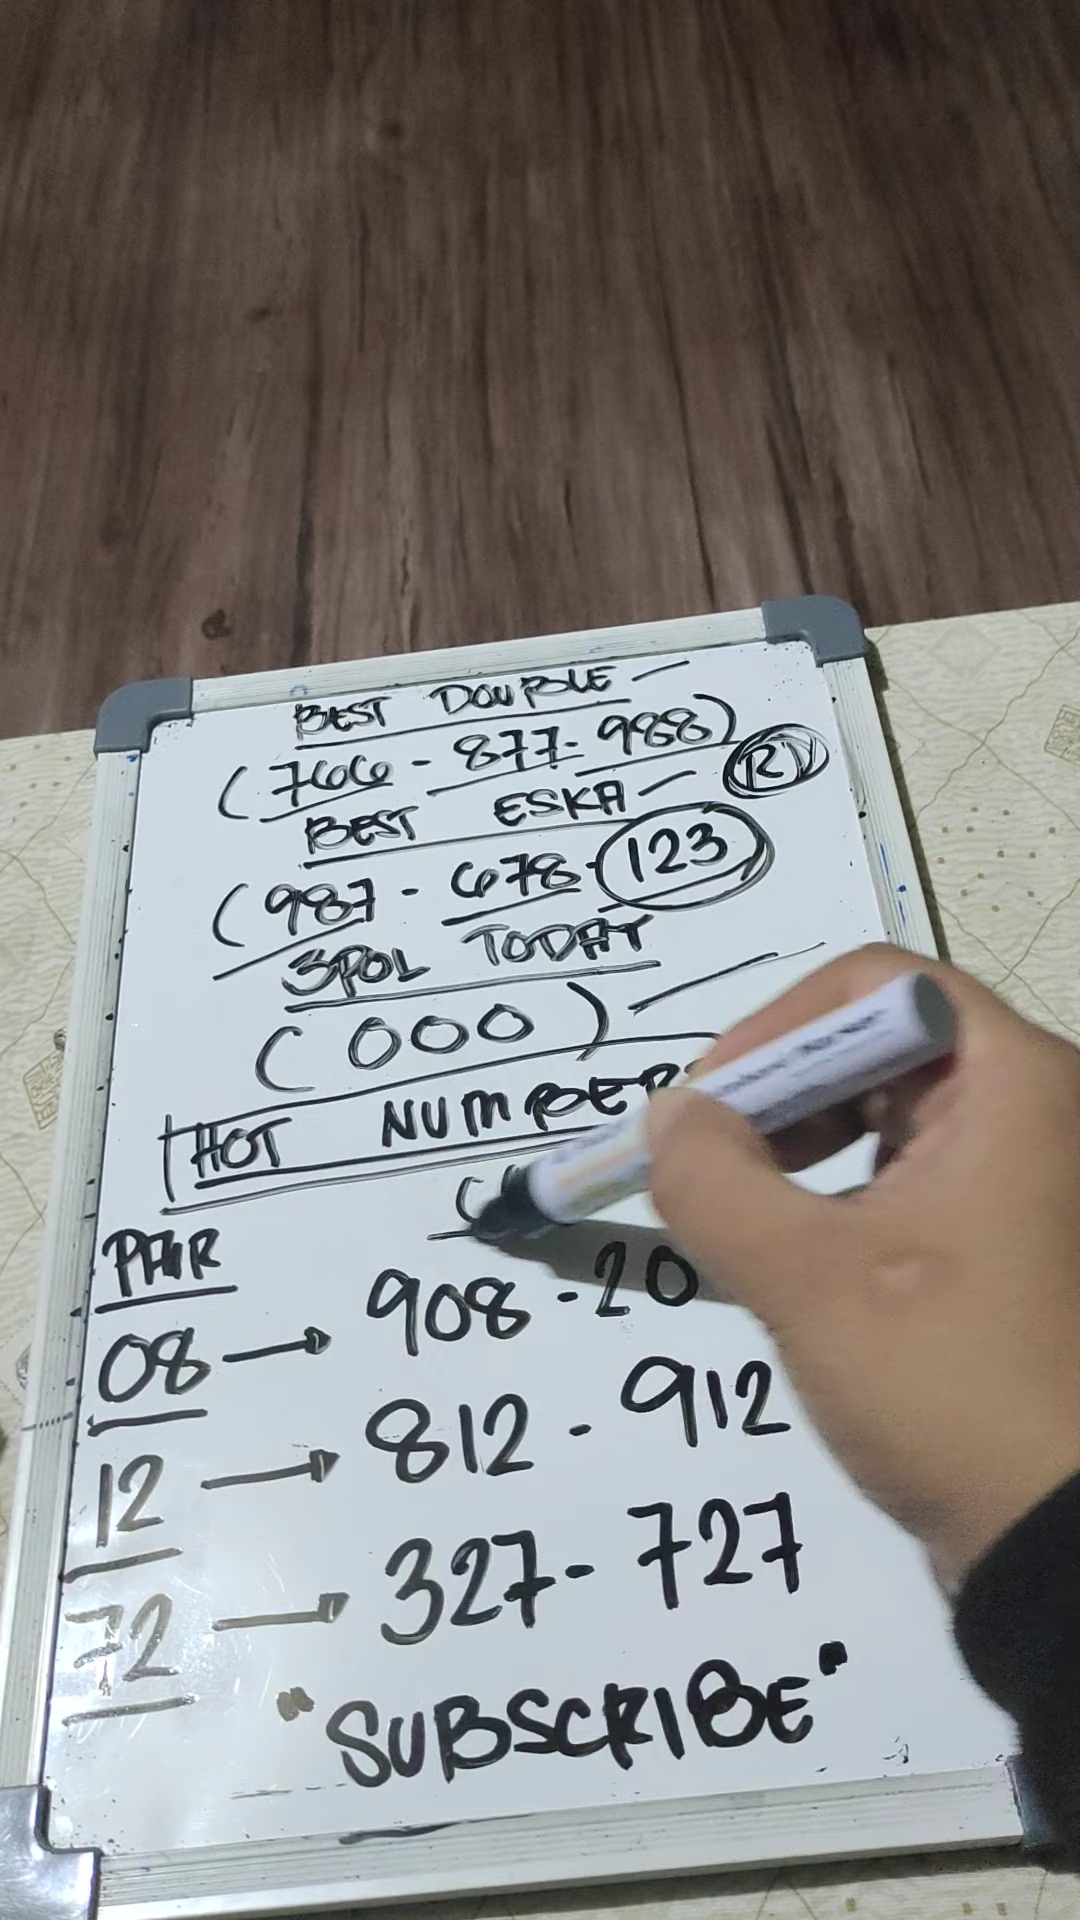 BEST DOUBLE -
(766 - 877 - 988)
R
BEST ESKA -
(987 - 678 - 123)
3POL TODAY
(000)
HOT NUMBER
PAIR
08 → 908 - 20
12 → 812 - 912
72 → 327 - 727
"SUBSCRIBE"